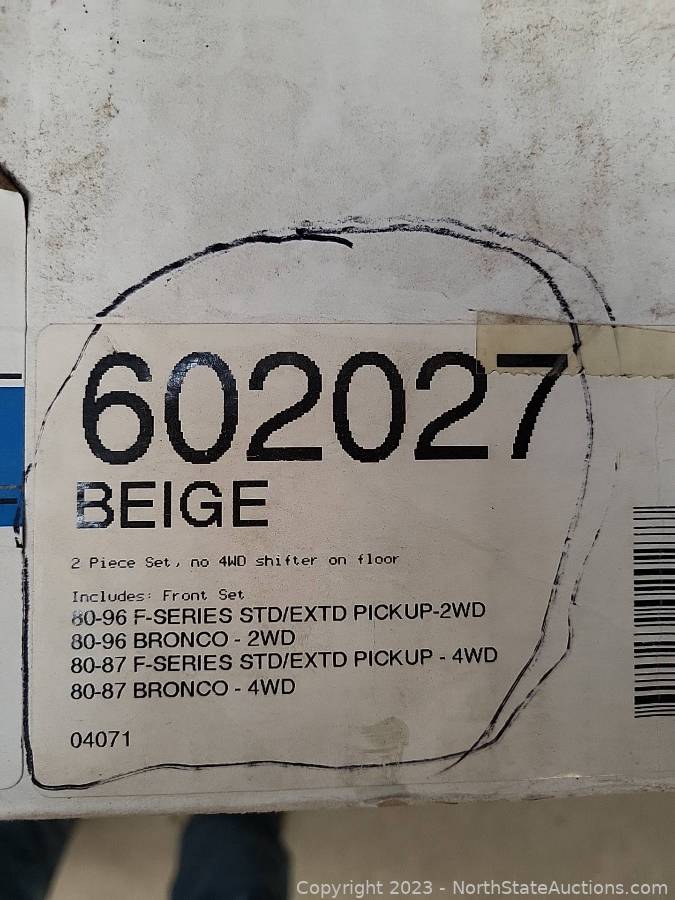 602027
BEIGE
2 Piece Set, no 4WD shifter on floor
Includes: Front Set
80-96 F-SERIES STD/EXTD PICKUP-2WD
80-96 BRONCO - 2WD
80-87 F-SERIES STD/EXTD PICKUP - 4WD
80-87 BRONCO - 4WD
04071
Copyright 2023 - NorthStateAuctions.com